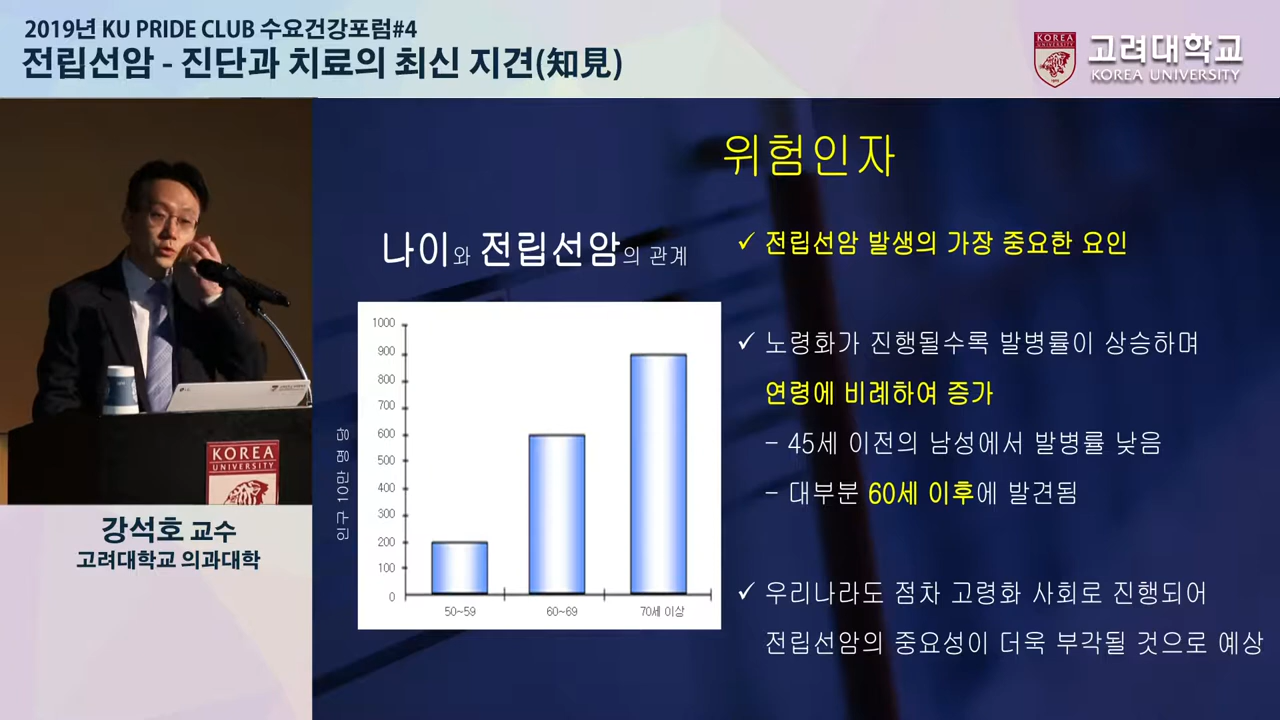 2019년 KU PRIDE CLUB 수요건강포럼#4
전립선암 - 진단과 치료의 최신 지견(知見)
KOREA
고려대학교
KOREA UNIVERSITY
위험인자
나이와 전립선암의 관계
✓ 전립선암 발생의 가장 중요한 요인
✓ 노령화가 진행될수록 발병률이 상승하며
연령에 비례하여 증가
- 45세 이전의 남성에서 발병률 낮음
- 대부분 60세 이후에 발견됨
✓ 우리나라도 점차 고령화 사회로 진행되어
전립선암의 중요성이 더욱 부각될 것으로 예상
인구 10만 명 당
1000
900
800
700
600
500
400
300
200
100
0
50~59
60~69
70세 이상
KOREA
UNIVERSITY
강석호 교수
고려대학교 의과대학